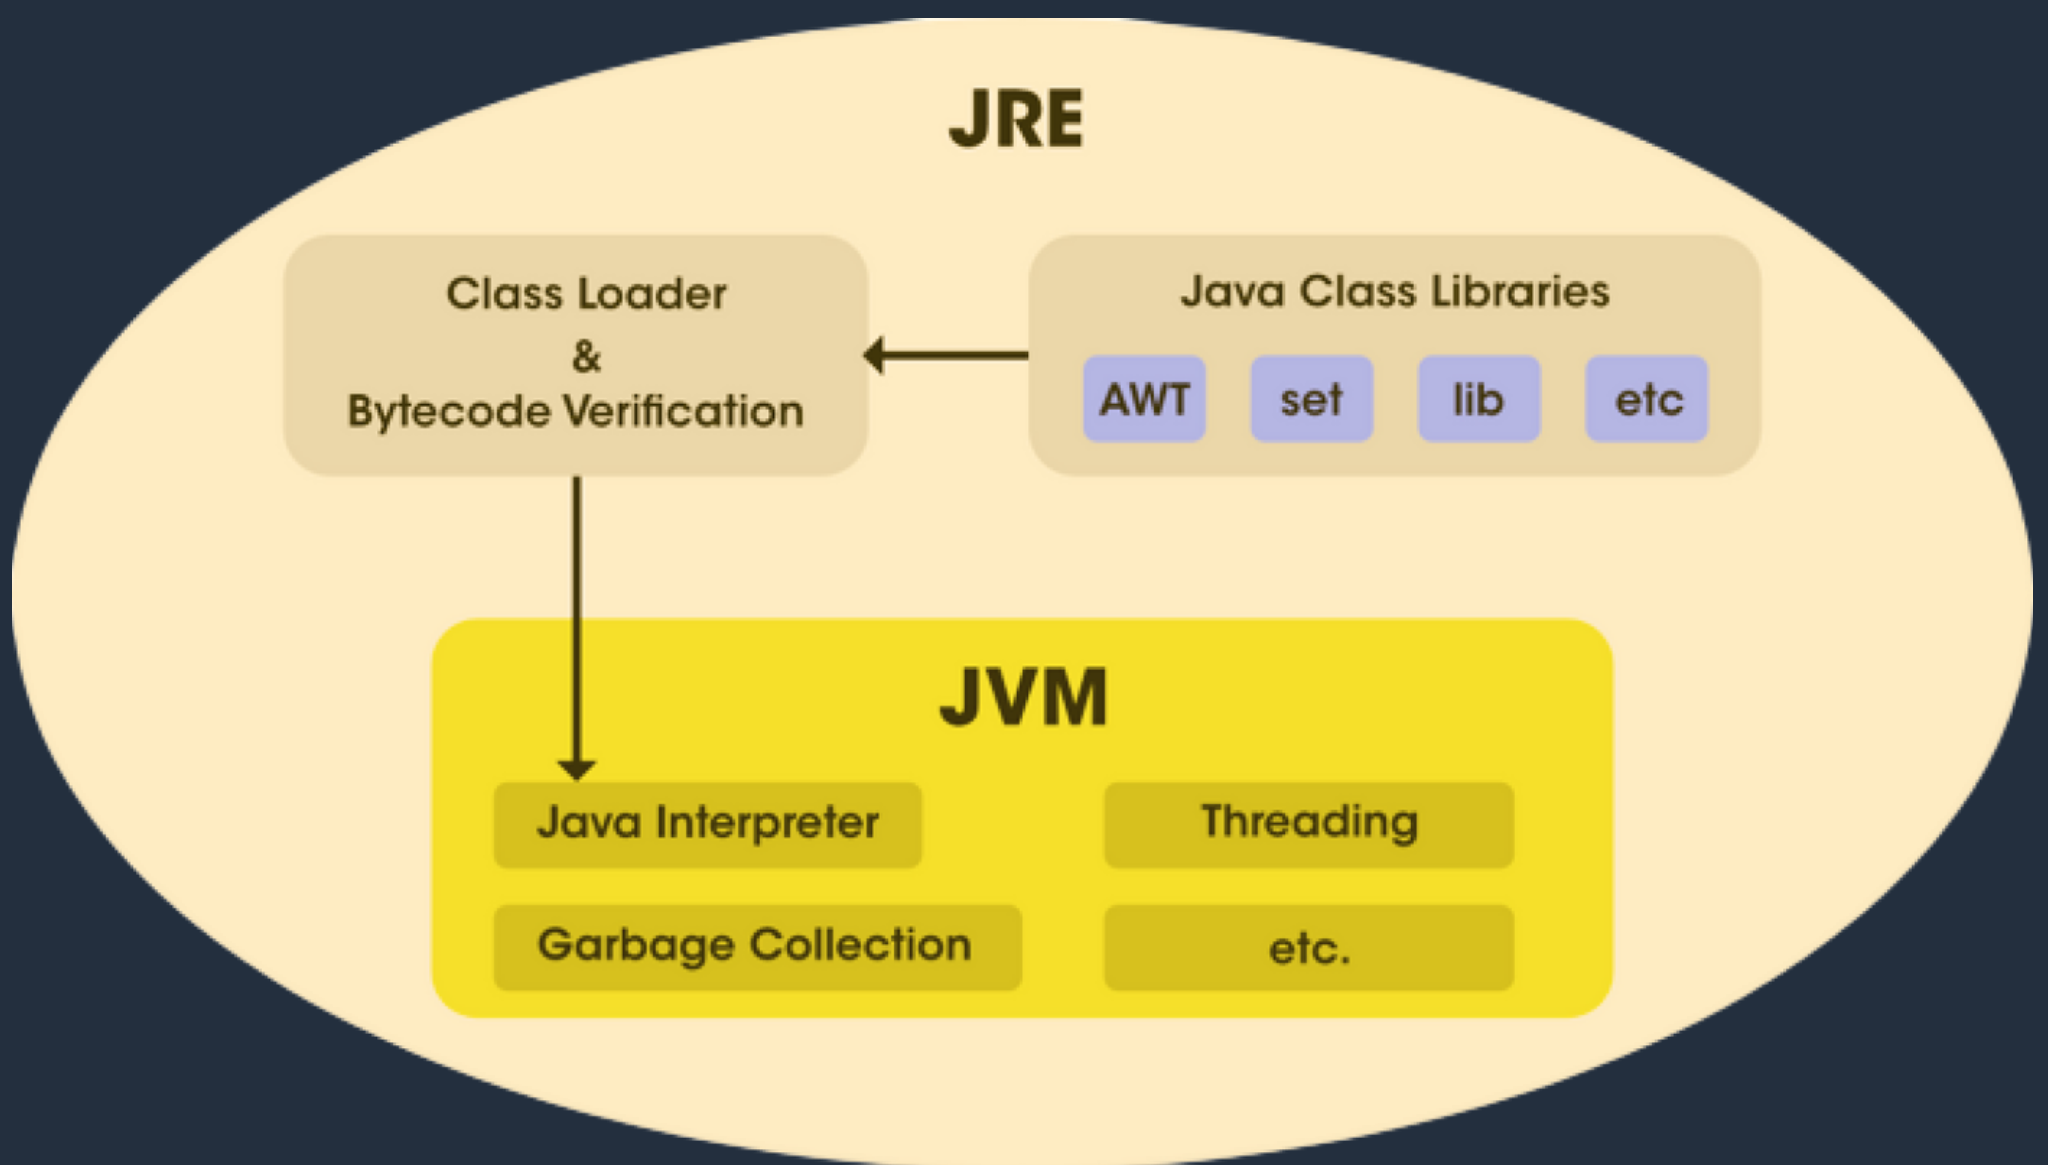 JRE
Class Loader
&
Bytecode Verification
Java Class Libraries
AWT set lib etc
JVM
Java Interpreter
Threading
Garbage Collection
etc.